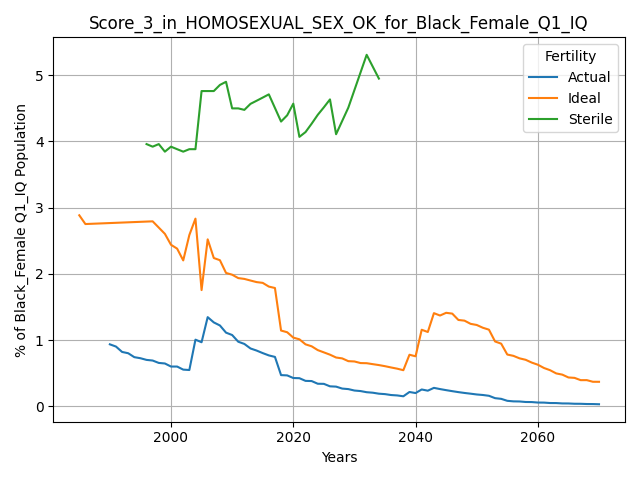 Score_3_in_HOMOSEXUAL_SEX_OK_for_Black_Female_Q1_IQ
% of Black_Female Q1_IQ Population
5
4
3
2
1
0
Fertility
Actual
Ideal
Sterile
2000
2020
2040
2060
Years